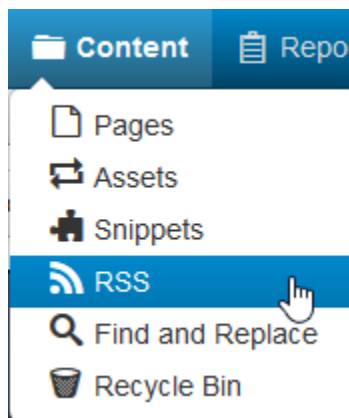 Content Repo
Pages
Assets
Snippets
RSS
Find and Replace
Recycle Bin